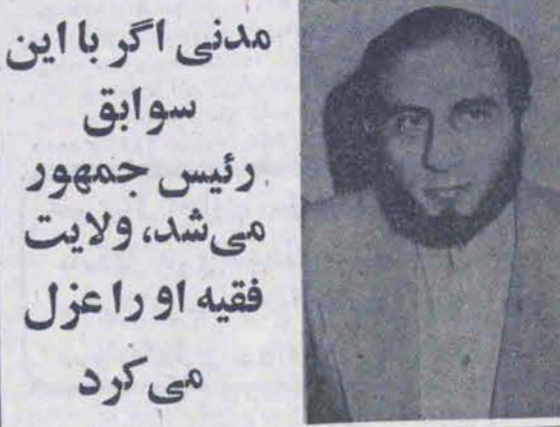 مدنی اگر با این
سوابق
رئیس جمهور
می‌شد، ولایت
فقیه او را عزل
می‌کرد